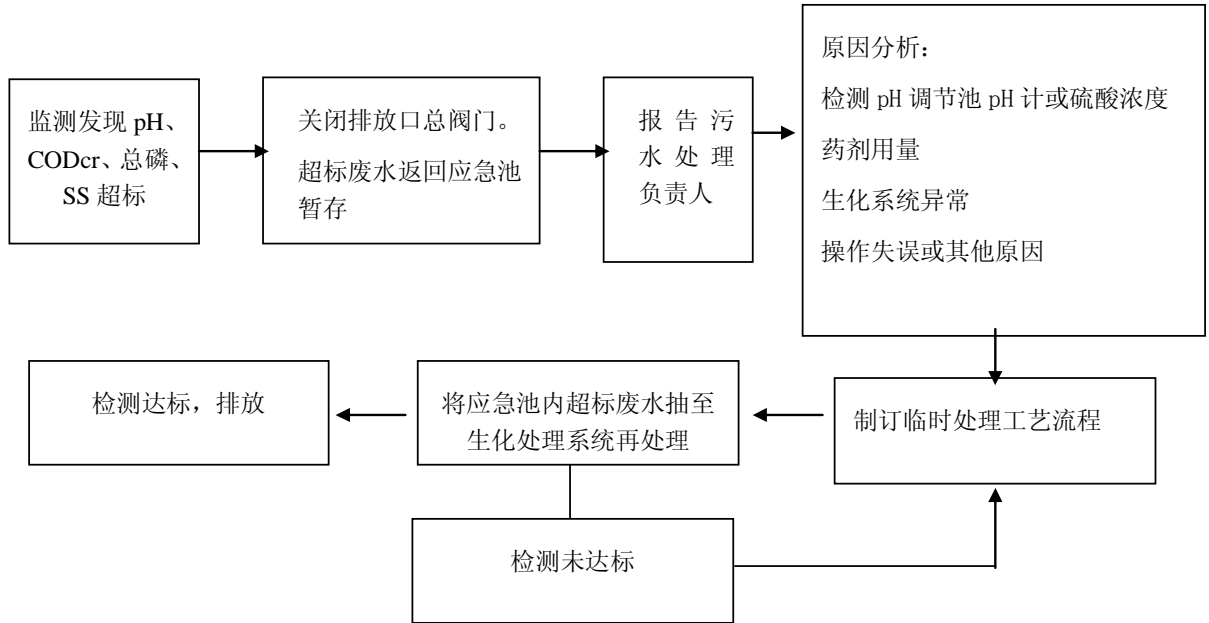 监测发现 pH、
CODcr、总磷、
SS 超标
关闭排放口总阀门。
超标废水返回应急池
暂存
报告污
水处理
负责人
原因分析：
检测 pH 调节池 pH 计或硫酸浓度
药剂用量
生化系统异常
操作失误或其他原因
检测达标，排放
将应急池内超标废水抽至
生化处理系统再处理
制订临时处理工艺流程
检测未达标